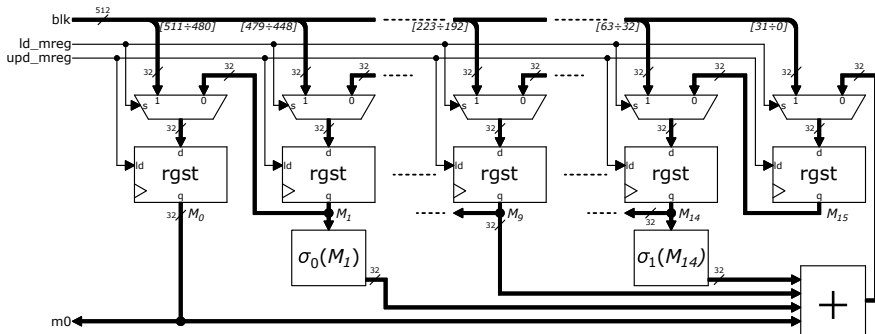 blk 512 [511÷480] [479÷448] [223÷192] [63÷32] [31÷0]
ld_mreg
upd_mreg
32 32 32 32 32 32
1 0 1 0 1 0 1 0 1 0
s s s s s
32 32 32 32 32
d d d d d
ld ld ld ld ld
rgst rgst rgst rgst rgst
q q q q q
32 M0 M1 32 M9 32 M14 M15
σ0(M1) σ1(M14)
32 32
+
m0